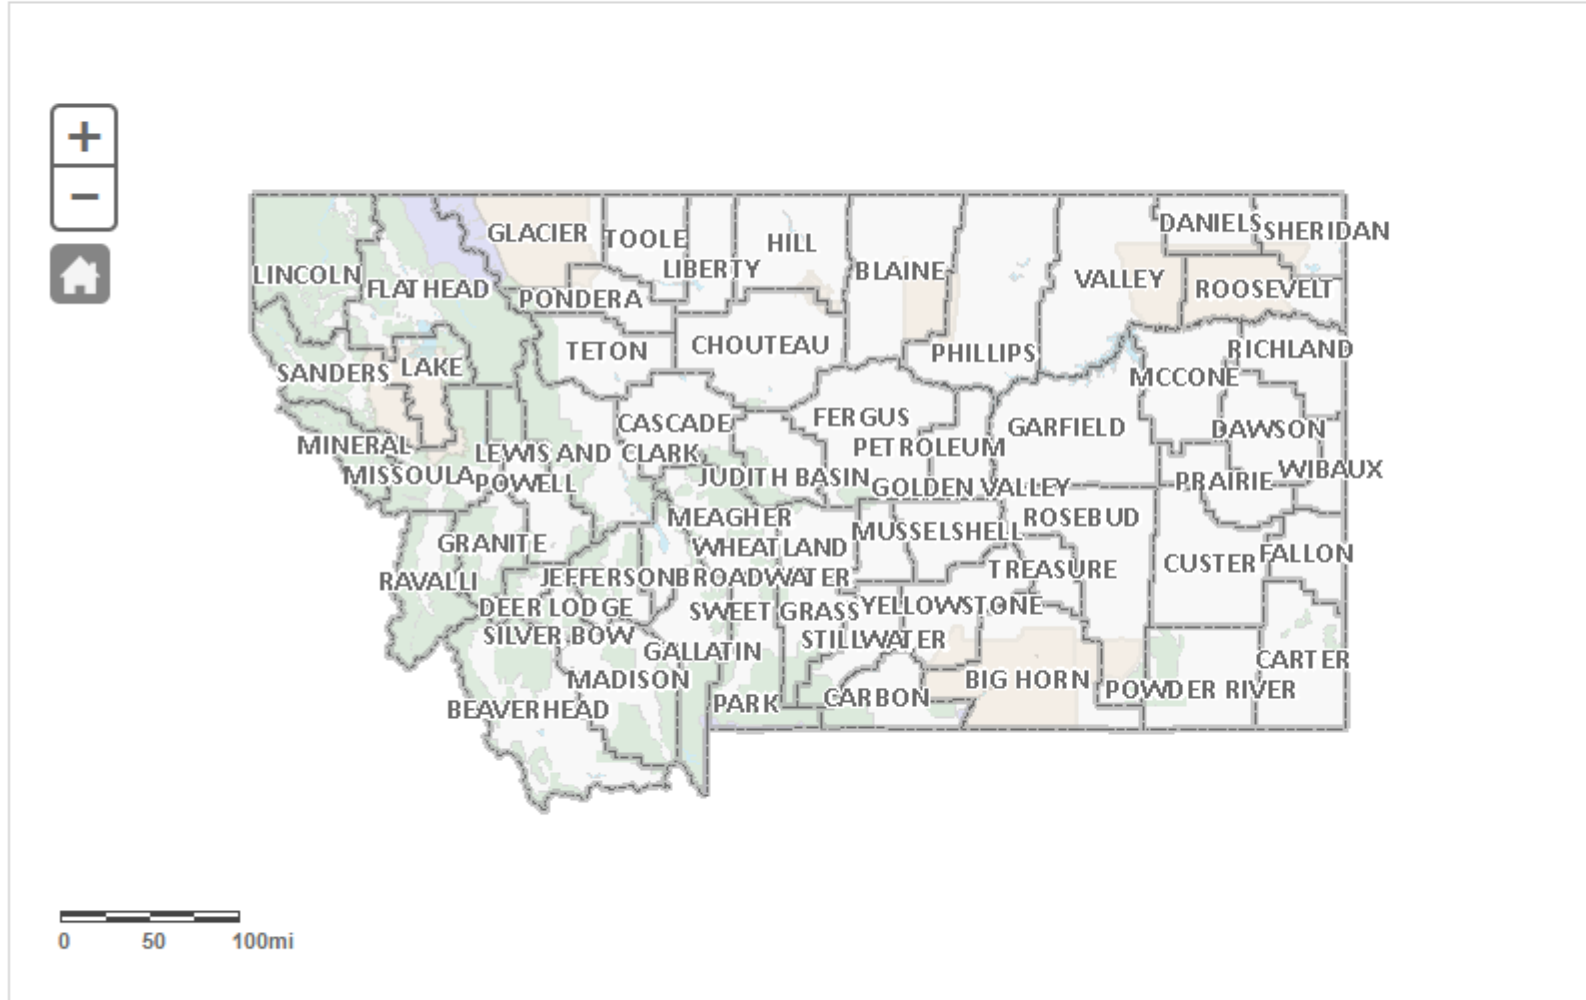 +
−
DANIELS
SHERIDAN
GLACIER
TOOLE
HILL
LIBERTY
BLAINE
VALLEY
LINCOLN
FLATHEAD
PONDERA
ROOSEVELT
TETON
CHOUTEAU
PHILLIPS
RICHLAND
SANDERS
LAKE
MCCONE
CASCADE
FERGUS
GARFIELD
DAWSON
MINERAL
LEWIS AND CLARK
PETROLEUM
MISSOULA
POWELL
JUDITH BASIN
GOLDEN VALLEY
PRAIRIE
WIBAUX
MEAGHER
MUSSELSHELL
ROSEBUD
GRANITE
WHEATLAND
CUSTER
FALLON
RAVALLI
JEFFERSON
BROADWATER
TREASURE
DEER LODGE
SWEET GRASS
YELLOWSTONE
SILVER BOW
GALLATIN
STILLWATER
CARTER
MADISON
BIG HORN
POWDER RIVER
BEAVERHEAD
PARK
CARBON
0 50 100mi